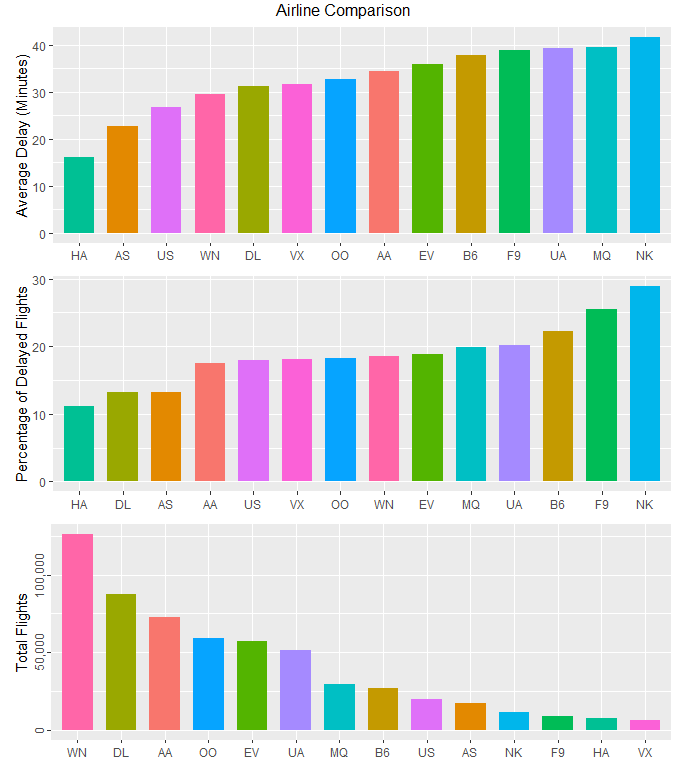 Airline Comparison
Average Delay (Minutes)
40
30
20
10
0
HA AS US WN DL VX OO AA EV B6 F9 UA MQ NK
Percentage of Delayed Flights
30
20
10
0
HA DL AS AA US VX OO WN EV MQ UA B6 F9 NK
Total Flights
100,000
50,000
0
WN DL AA OO EV UA MQ B6 US AS NK F9 HA VX